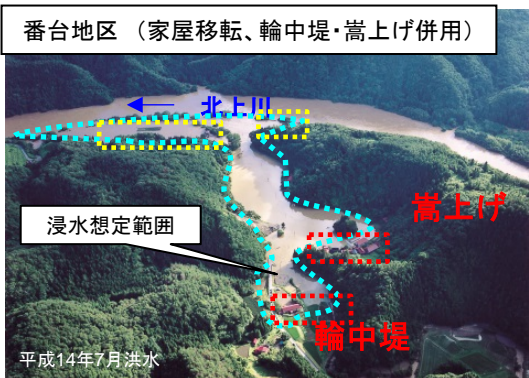 番台地区 （家屋移転、輪中堤・嵩上げ併用）
北上川
嵩上げ
浸水想定範囲
輪中堤
平成14年7月洪水